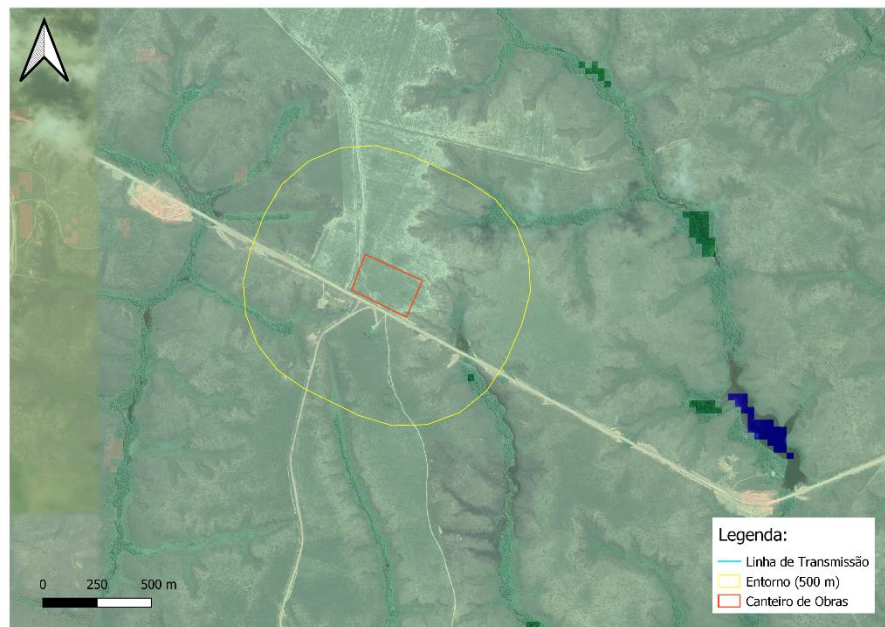 0 250 500 m
Legenda:
Linha de Transmissão
Entorno (500 m)
Canteiro de Obras